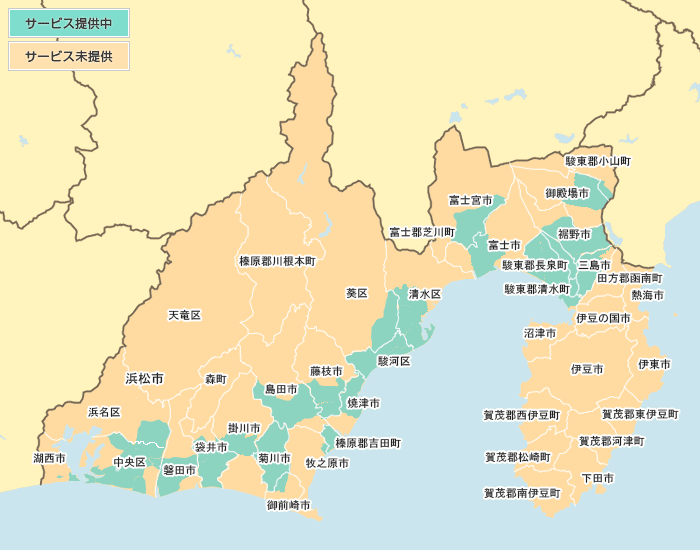 サービス提供中
サービス未提供
駿東郡小山町
御殿場市
富士宮市
富士郡芝川町
裾野市
富士市
榛原郡川根本町
駿東郡長泉町
三島市
田方郡函南町
駿東郡清水町
葵区
清水区
熱海市
天竜区
伊豆の国市
沼津市
駿河区
伊東市
伊豆市
藤枝市
浜松市
森町
島田市
焼津市
浜名区
賀茂郡西伊豆町
賀茂郡東伊豆町
掛川市
榛原郡吉田町
賀茂郡河津町
袋井市
湖西市
中央区
菊川市
牧之原市
賀茂郡松崎町
磐田市
下田市
賀茂郡南伊豆町
御前崎市